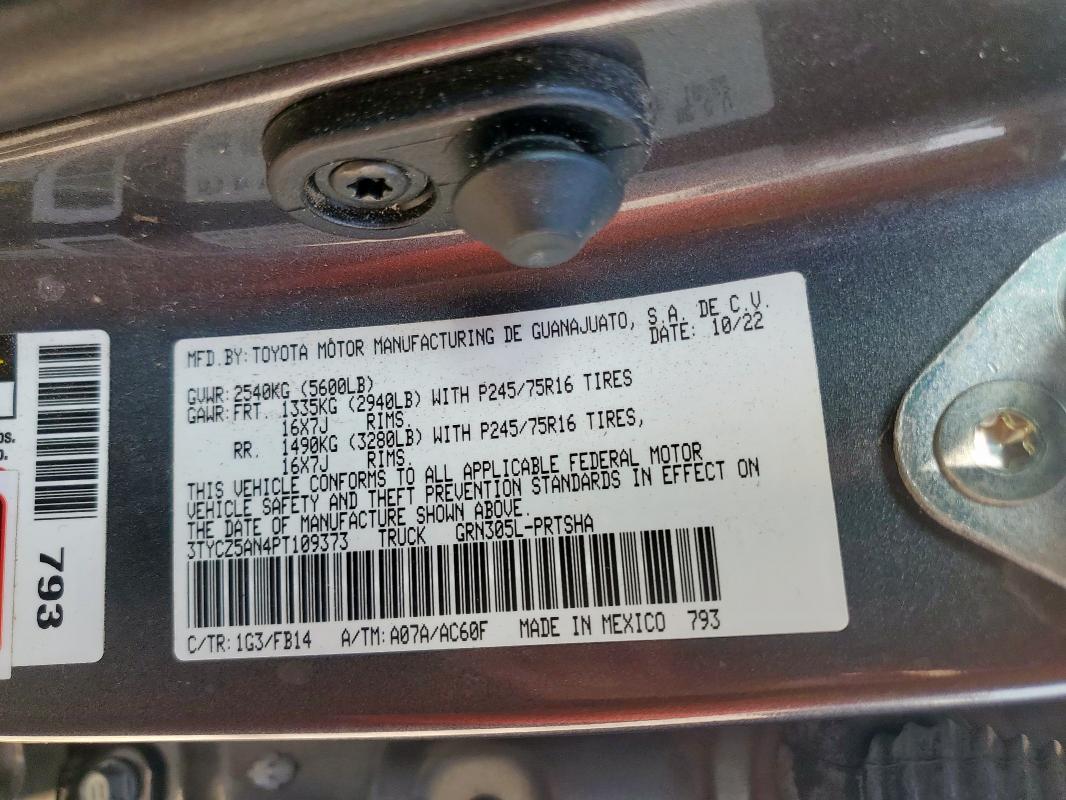 MFD.BY: TOYOTA MOTOR MANUFACTURING DE GUANAJUATO, S.A. DE C.V.
DATE: 10/22
GVWR: 2540KG (5600LB)
GAWR: FRT. 1335KG (2940LB) WITH P245/75R16 TIRES
16X7J RIMS,
RR. 1490KG (3280LB) WITH P245/75R16 TIRES,
16X7J RIMS.
THIS VEHICLE CONFORMS TO ALL APPLICABLE FEDERAL MOTOR
VEHICLE SAFETY AND THEFT PREVENTION STANDARDS IN EFFECT ON
THE DATE OF MANUFACTURE SHOWN ABOVE.
3TYCZ5AN4PT109373 TRUCK GRN305L-PRTSHA
C/TR: 1G3/FB14 A/TM: A07A/AC60F MADE IN MEXICO 793
793